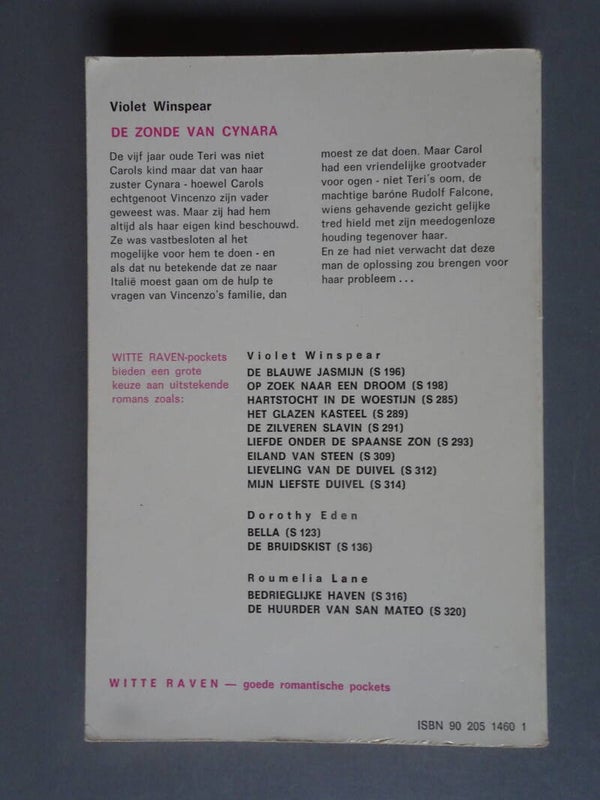 Violet Winspear
DE ZONDE VAN CYNARA
De vijf jaar oude Teri was niet
Carols kind maar dat van haar
zuster Cynara - hoewel Carols
echtgenoot Vincenzo zijn vader
geweest was. Maar zij had hem
altijd als haar eigen kind beschouwd.
Ze was vastbesloten al het
mogelijke voor hem te doen - en
als dat nu betekende dat ze naar
Italië moest gaan om de hulp te
vragen van Vincenzo's familie, dan
moest ze dat doen. Maar Carol
had een vriendelijke grootvader
voor ogen - niet Teri's oom, de
machtige baróne Rudolf Falcone,
wiens gehavende gezicht gelijke
tred hield met zijn meedogenloze
houding tegenover haar.
En ze had niet verwacht dat deze
man de oplossing zou brengen voor
haar probleem ...
WITTE RAVEN-pockets
bieden een grote
keuze aan uitstekende
romans zoals:
Violet Winspear
DE BLAUWE JASMIJN (S 196)
OP ZOEK NAAR EEN DROOM (S 198)
HARTSTOCHT IN DE WOESTIJN (S 285)
HET GLAZEN KASTEEL (S 289)
DE ZILVEREN SLAVIN (S 291)
LIEFDE ONDER DE SPAANSE ZON (S 293)
EILAND VAN STEEN (S 309)
LIEVELING VAN DE DUIVEL (S 312)
MIJN LIEFSTE DUIVEL (S 314)
Dorothy Eden
BELLA (S 123)
DE BRUIDSKIST (S 136)
Roumelia Lane
BEDRIEGLIJKE HAVEN (S 316)
DE HUURDER VAN SAN MATEO (S 320)
WITTE RAVEN — goede romantische pockets
ISBN 90 205 1460 1